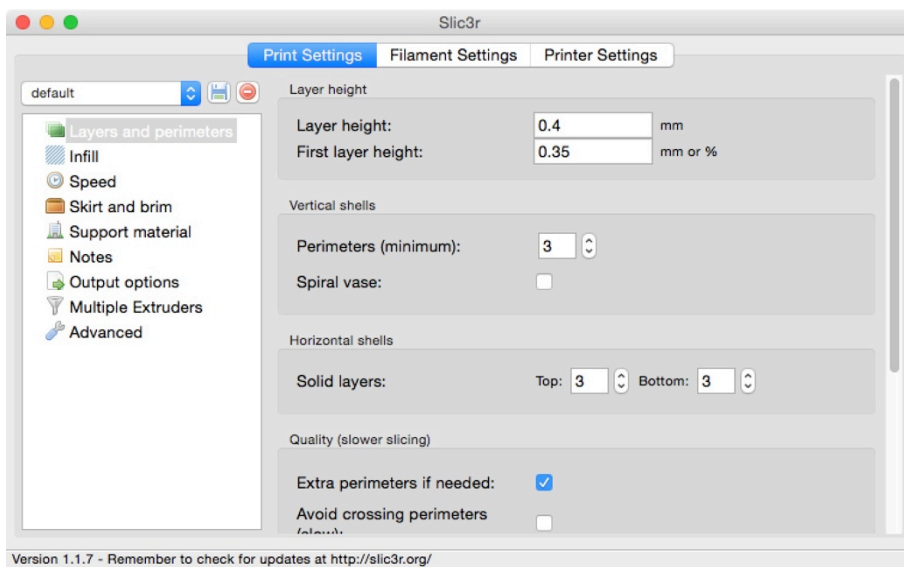 Slic3r
Print Settings Filament Settings Printer Settings
default
Layers and perimeters
Infill
Speed
Skirt and brim
Support material
Notes
Output options
Multiple Extruders
Advanced
Layer height
Layer height: 0.4 mm
First layer height: 0.35 mm or %
Vertical shells
Perimeters (minimum): 3
Spiral vase:
Horizontal shells
Solid layers: Top: 3 Bottom: 3
Quality (slower slicing)
Extra perimeters if needed:
Avoid crossing perimeters
(slow):
Version 1.1.7 - Remember to check for updates at http://slic3r.org/